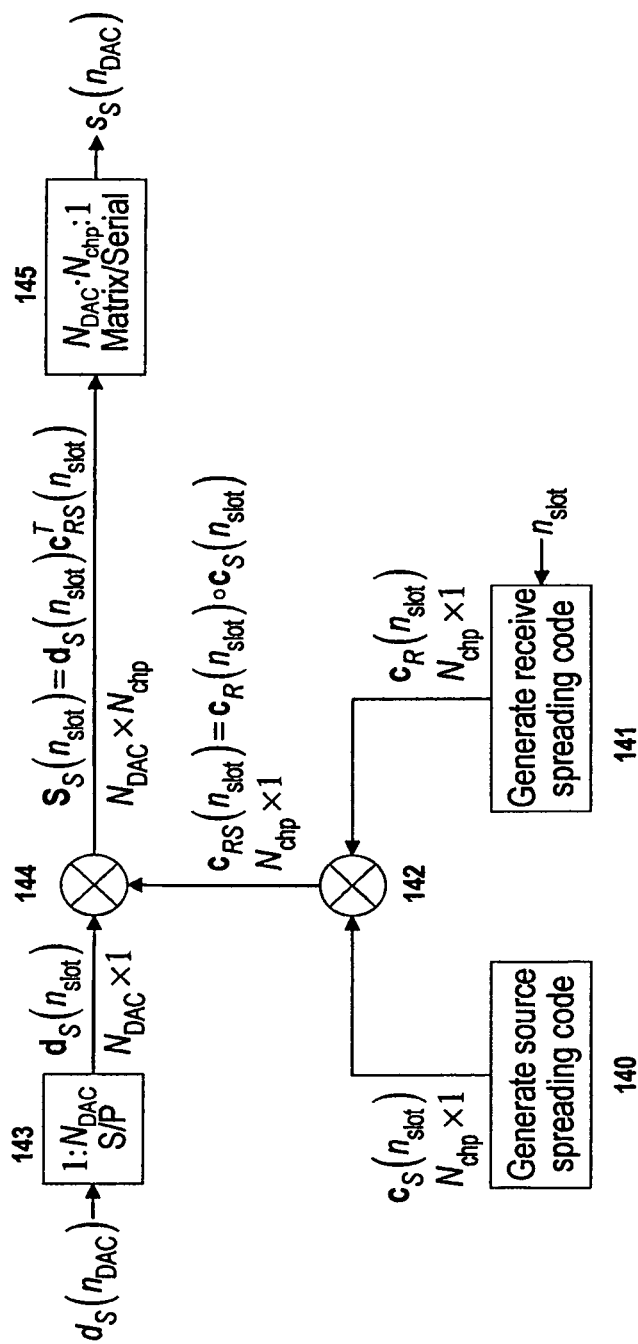 d_S(n_DAC)
143
1:N_DAC
S/P
d_S(n_slot)
N_DAC×1
144
S_S(n_slot)=d_S(n_slot)c^T_RS(n_slot)
N_DAC×N_chp
145
N_DAC·N_chp:1
Matrix/Serial
s_S(n_DAC)
c_RS(n_slot)=c_R(n_slot)∘c_S(n_slot)
N_chp×1
142
c_S(n_slot)
N_chp×1
c_R(n_slot)
N_chp×1
Generate source
spreading code
140
Generate receive
spreading code
141
n_slot